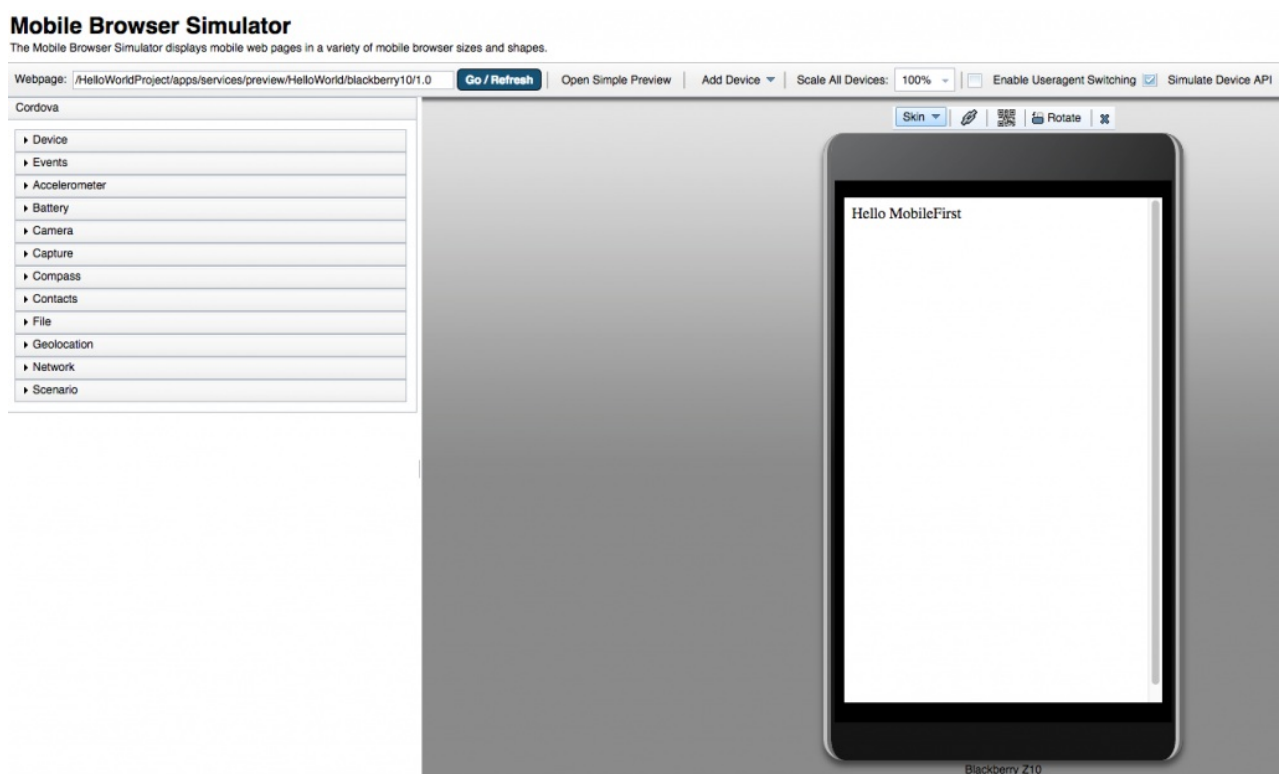 Mobile Browser Simulator
The Mobile Browser Simulator displays mobile web pages in a variety of mobile browser sizes and shapes.
Webpage: /HelloWorldProject/apps/services/preview/HelloWorld/blackberry10/1.0 Go / Refresh Open Simple Preview Add Device Scale All Devices: 100% Enable Useragent Switching Simulate Device API
Cordova
Skin Rotate
Device
Events
Accelerometer
Battery
Camera
Capture
Compass
Contacts
File
Geolocation
Network
Scenario
Hello MobileFirst
Blackberry Z10